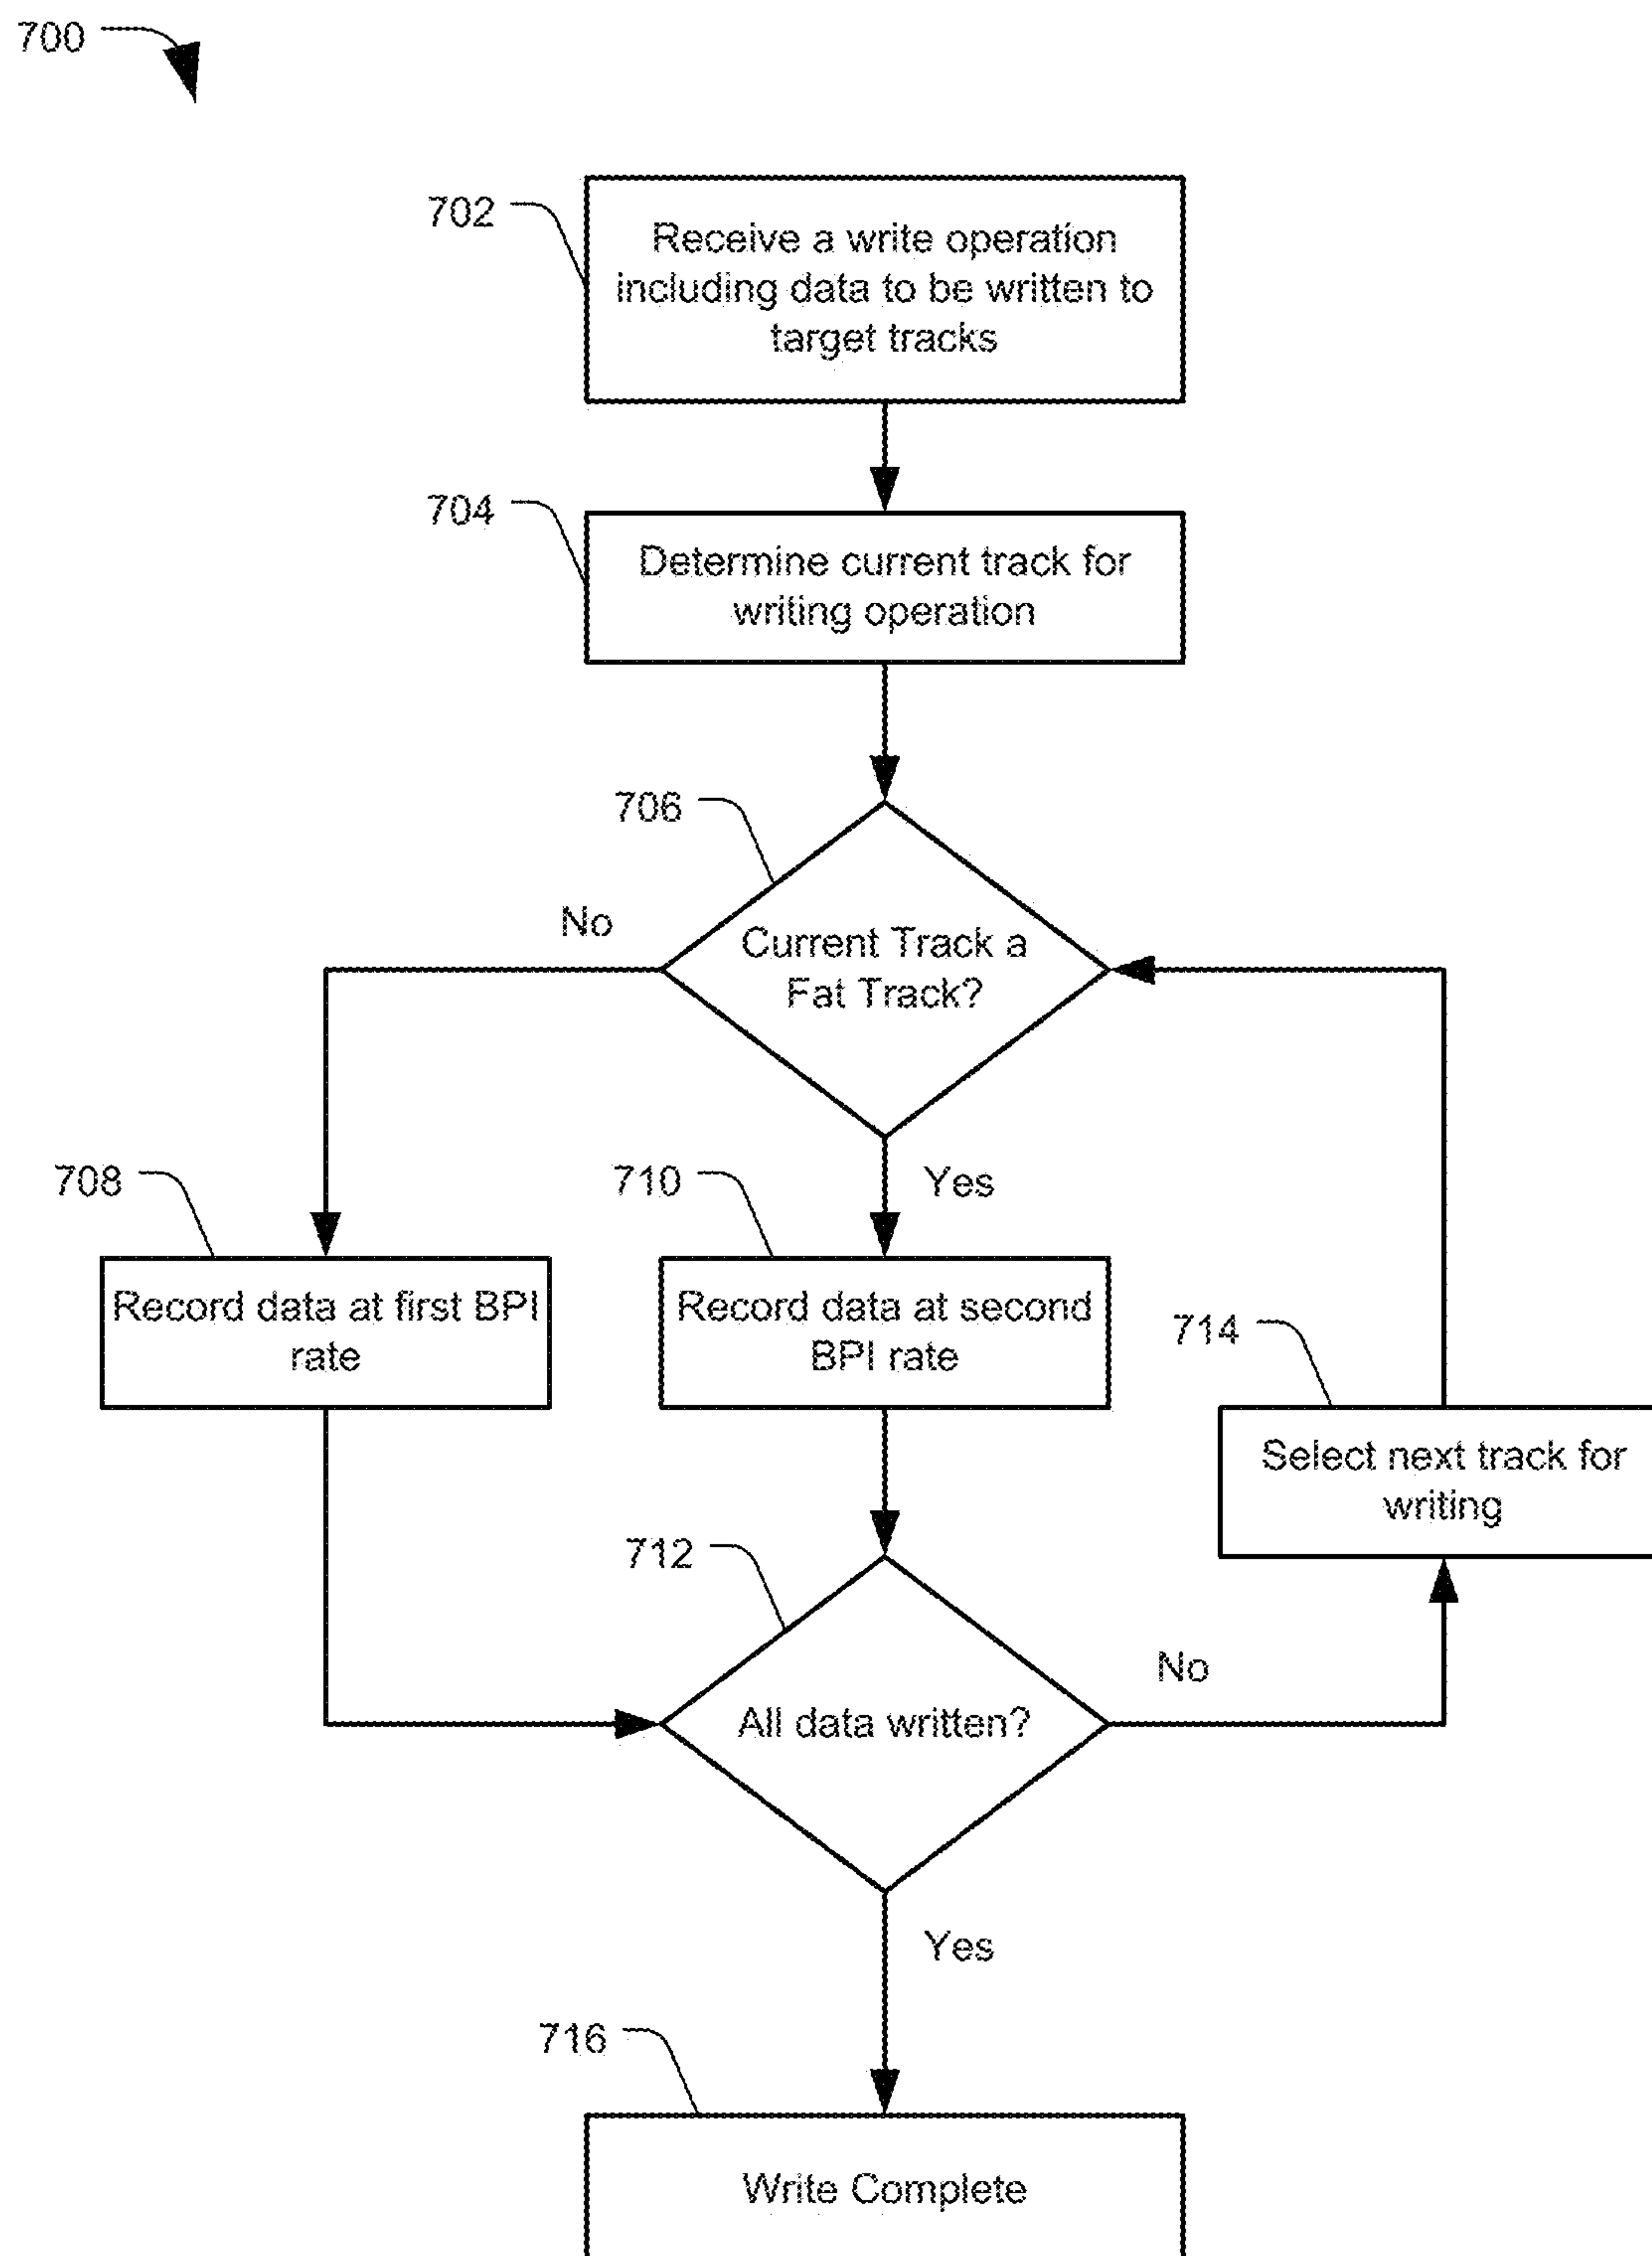 700
702
Receive a write operation
including data to be written to
target tracks
704
Determine current track for
writing operation
706
No
Current Track a
Fat Track?
708
710
Yes
Record data at first BPI
rate
Record data at second
BPI rate
714
Select next track for
writing
712
No
All data written?
Yes
716
Write Complete